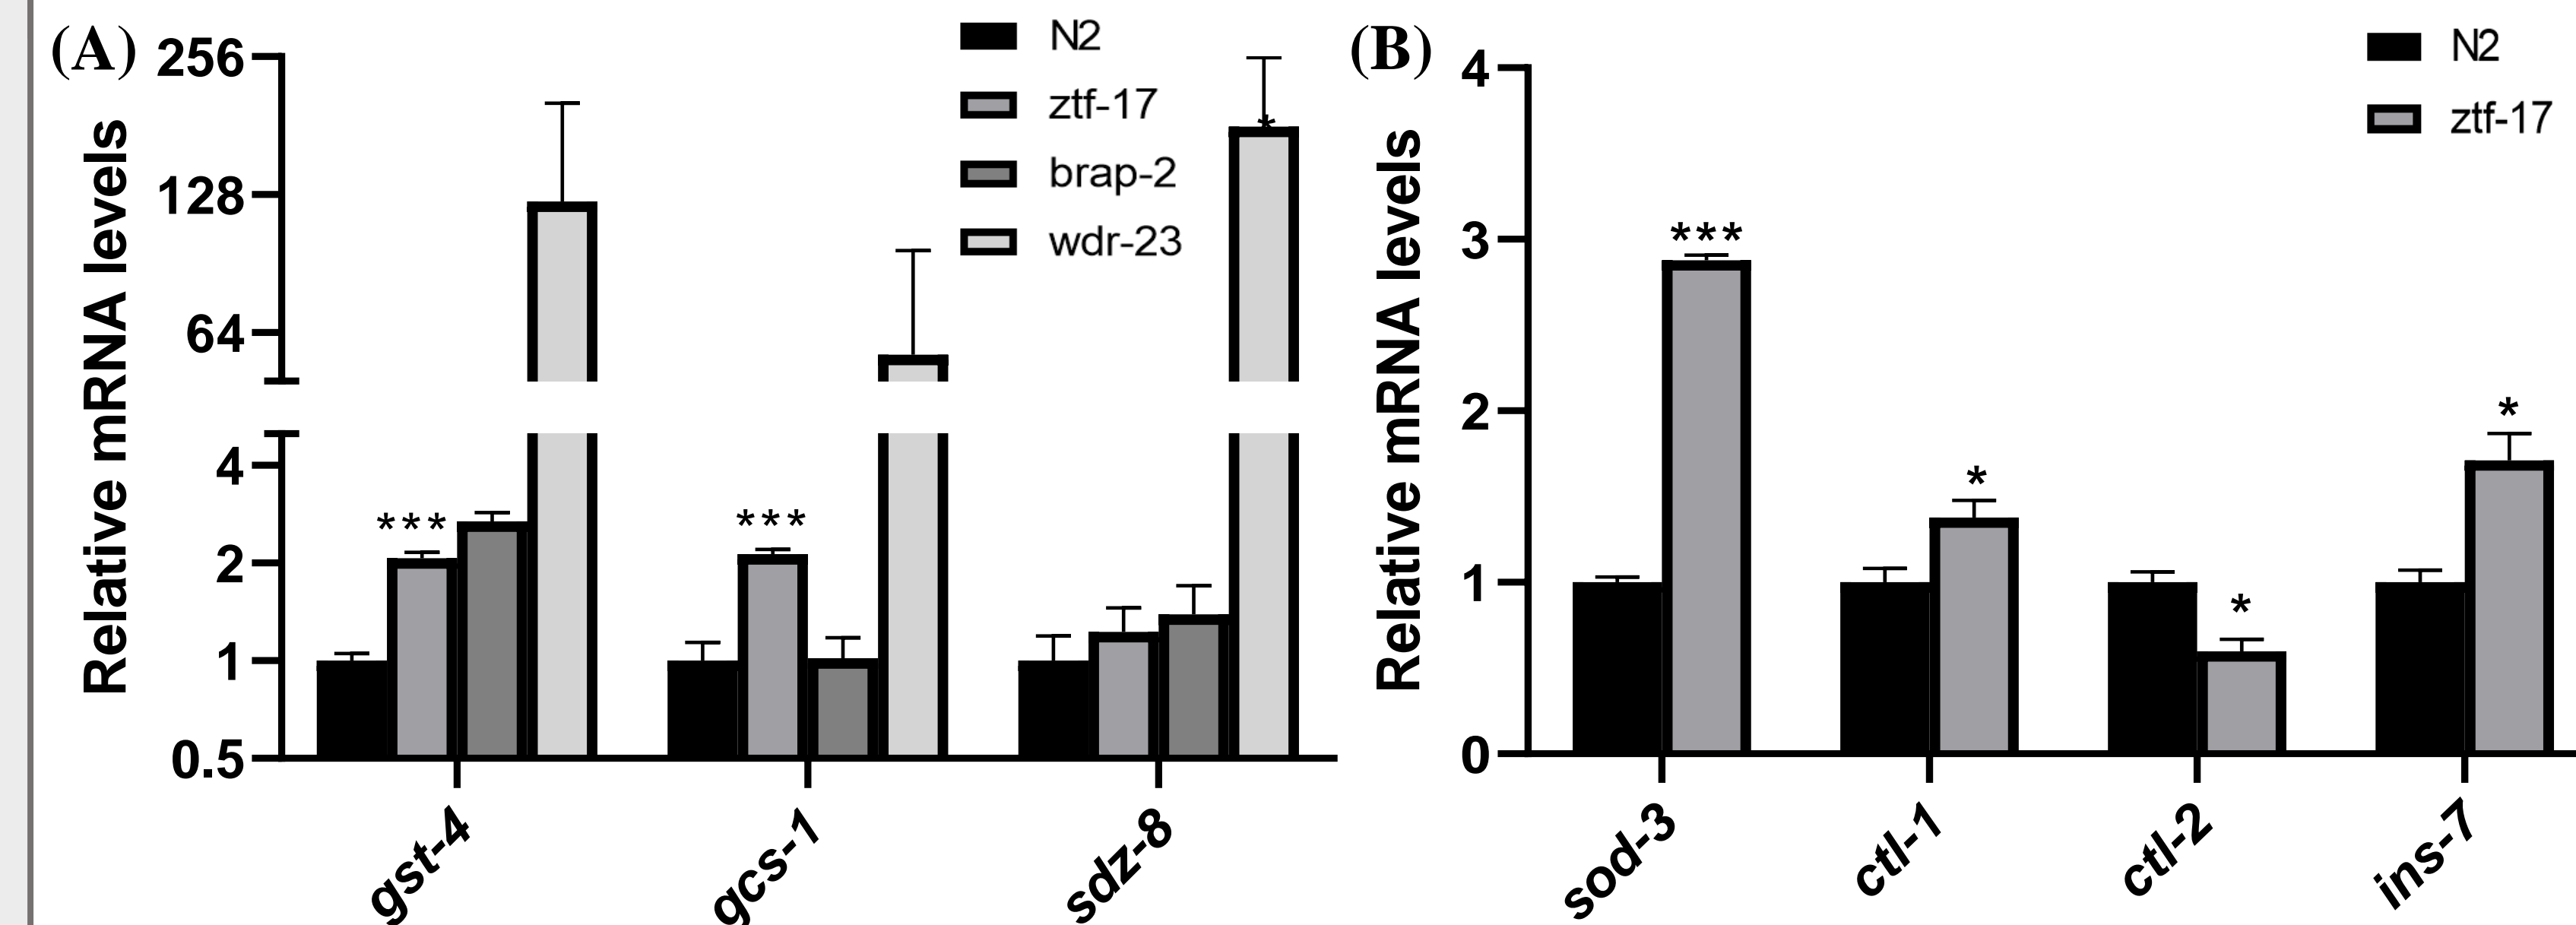 (A)
Relative mRNA levels
256
128
64
4
2
1
0.5
N2
ztf-17
brap-2
wdr-23
***
***
*
gst-4
gcs-1
sdz-8
(B)
Relative mRNA levels
4
3
2
1
0
N2
ztf-17
***
*
*
*
sod-3
ctl-1
ctl-2
ins-7